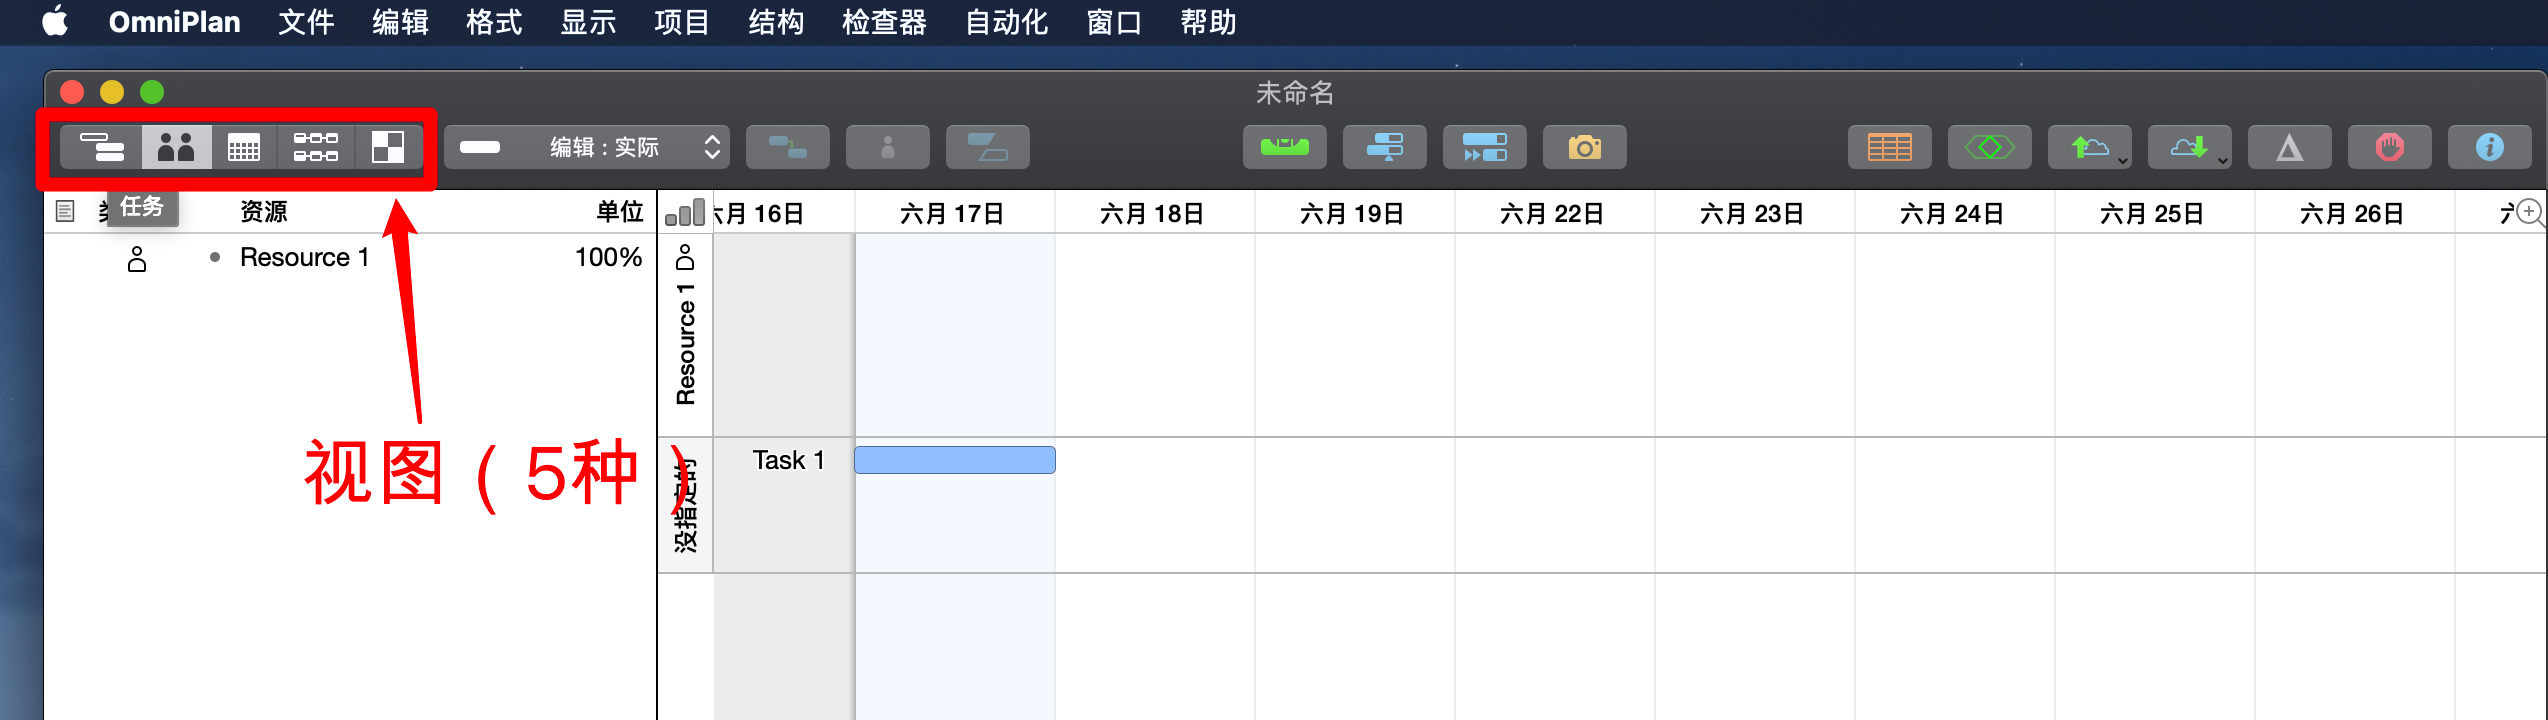 OmniPlan 文件 编辑 格式 显示 项目 结构 检查器 自动化 窗口 帮助
未命名
编辑：实际
任务
资源 单位
六月 16日 六月 17日 六月 18日 六月 19日 六月 22日 六月 23日 六月 24日 六月 25日 六月 26日
Resource 1 100%
Resource 1
视图（5种）
Task 1
没指定的